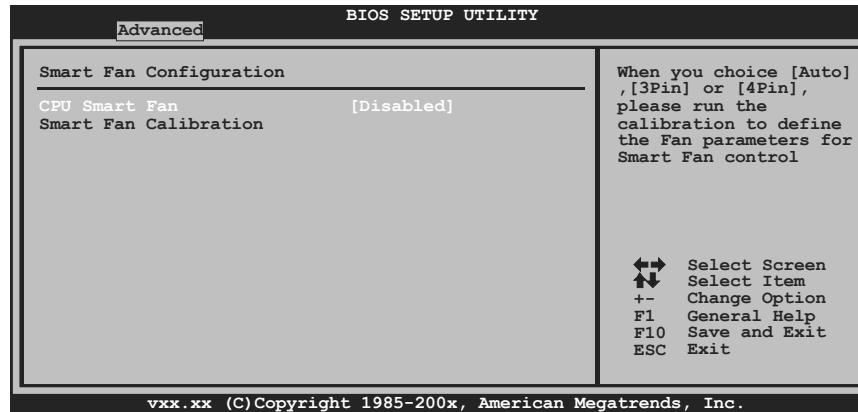 BIOS SETUP UTILITY
Advanced
Smart Fan Configuration
CPU Smart Fan [Disabled]
Smart Fan Calibration
When you choice [Auto]
,[3Pin] or [4Pin],
please run the
calibration to define
the Fan parameters for
Smart Fan control
Select Screen
Select Item
+- Change Option
F1 General Help
F10 Save and Exit
ESC Exit
vxx.xx (C)Copyright 1985-200x, American Megatrends, Inc.